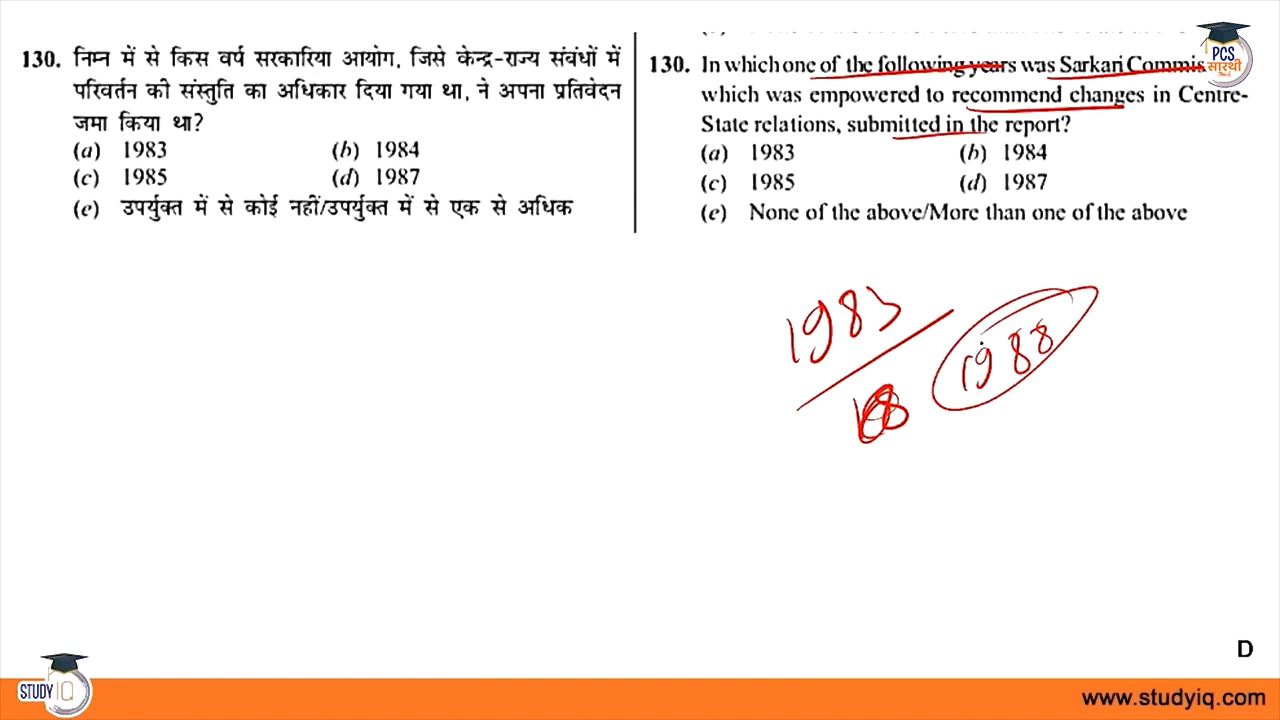 130. निम्न में से किस वर्ष सरकारिया आयोग, जिसे केन्द्र-राज्य संबंधों में
परिवर्तन की संस्तुति का अधिकार दिया गया था, ने अपना प्रतिवेदन
जमा किया था?
(a) 1983 (b) 1984
(c) 1985 (d) 1987
(e) उपर्युक्त में से कोई नहीं/उपर्युक्त में से एक से अधिक
130. In which one of the following years was Sarkari Commis
which was empowered to recommend changes in Centre-
State relations, submitted in the report?
(a) 1983 (b) 1984
(c) 1985 (d) 1987
(e) None of the above/More than one of the above
1983
1988
PCS
सारथी
D
STUDY IQ
www.studyiq.com